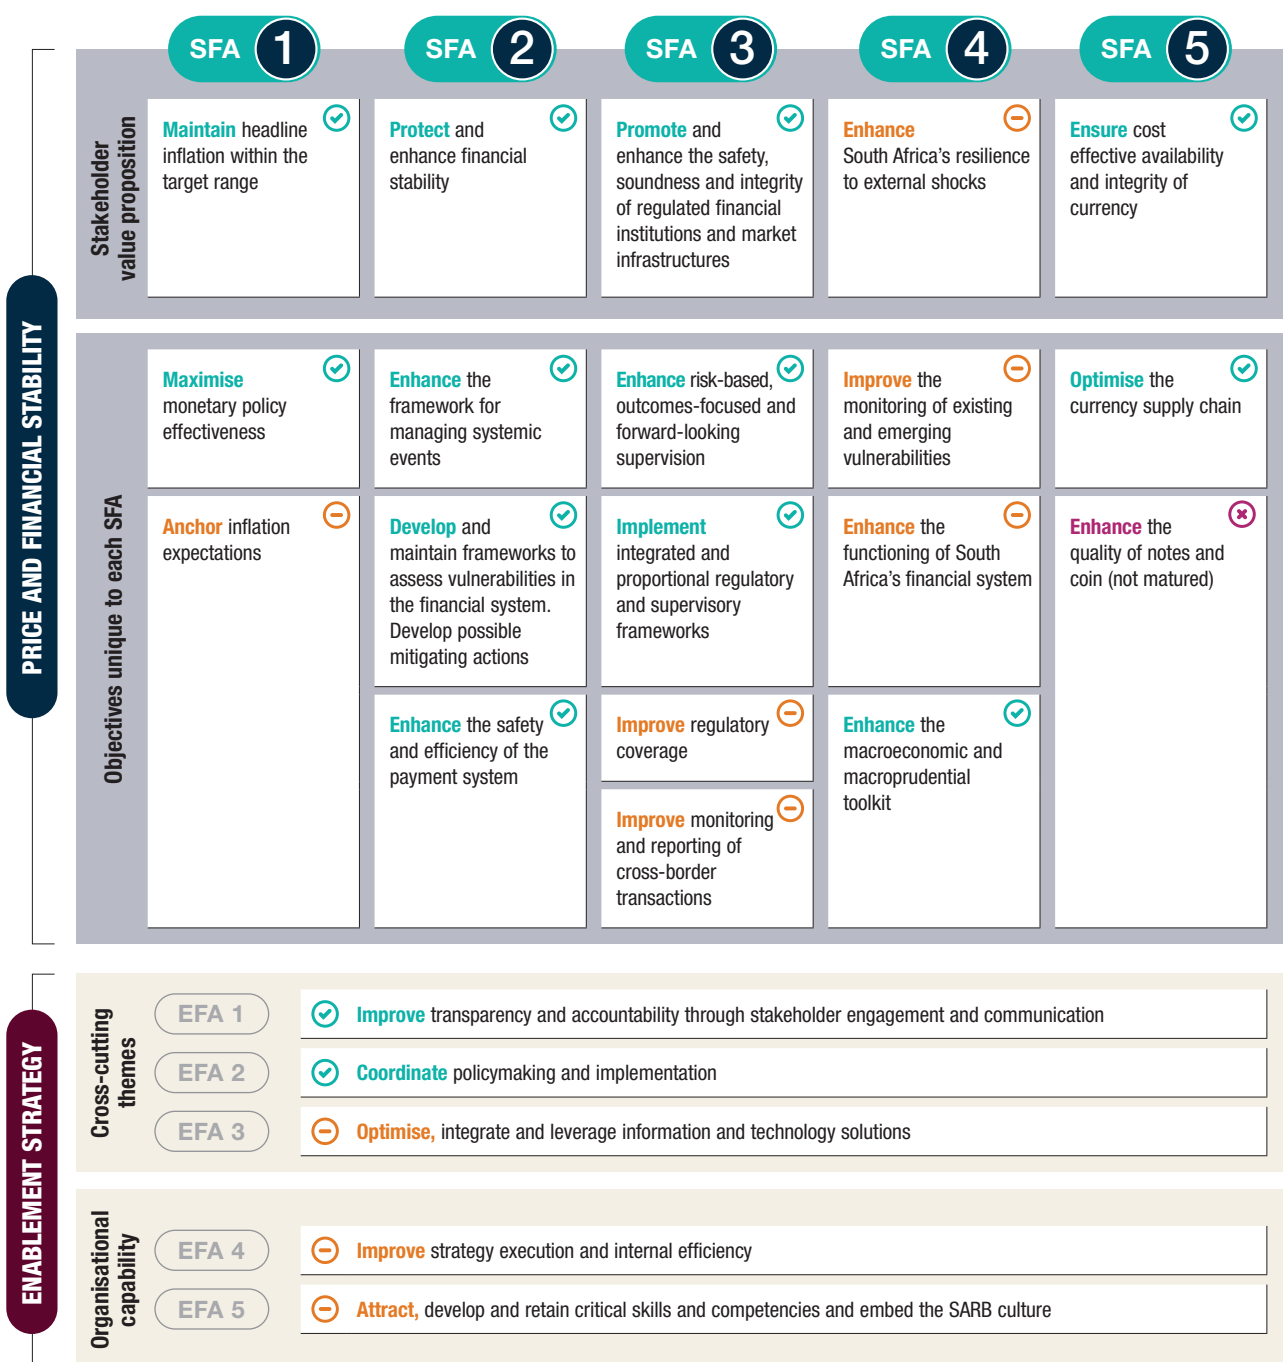 SFA 1
SFA 2
SFA 3
SFA 4
SFA 5
PRICE AND FINANCIAL STABILITY
Stakeholder
value proposition
Maintain headline
inflation within the
target range
Protect and
enhance financial
stability
Promote and
enhance the safety,
soundness and integrity
of regulated financial
institutions and market
infrastructures
Enhance
South Africa’s resilience
to external shocks
Ensure cost
effective availability
and integrity of
currency
Objectives unique to each SFA
Maximise
monetary policy
effectiveness
Anchor inflation
expectations
Enhance the
framework for
managing systemic
events
Develop and
maintain frameworks to
assess vulnerabilities in
the financial system.
Develop possible
mitigating actions
Enhance the safety
and efficiency of the
payment system
Enhance risk-based,
outcomes-focused and
forward-looking
supervision
Implement
integrated and
proportional regulatory
and supervisory
frameworks
Improve regulatory
coverage
Improve monitoring
and reporting of
cross-border
transactions
Improve the
monitoring of existing
and emerging
vulnerabilities
Enhance the
functioning of South
Africa’s financial system
Enhance the
macroeconomic and
macroprudential
toolkit
Optimise the
currency supply chain
Enhance the
quality of notes and
coin (not matured)
ENABLEMENT STRATEGY
Cross-cutting
themes
EFA 1
Improve transparency and accountability through stakeholder engagement and communication
EFA 2
Coordinate policymaking and implementation
EFA 3
Optimise, integrate and leverage information and technology solutions
Organisational
capability
EFA 4
Improve strategy execution and internal efficiency
EFA 5
Attract, develop and retain critical skills and competencies and embed the SARB culture